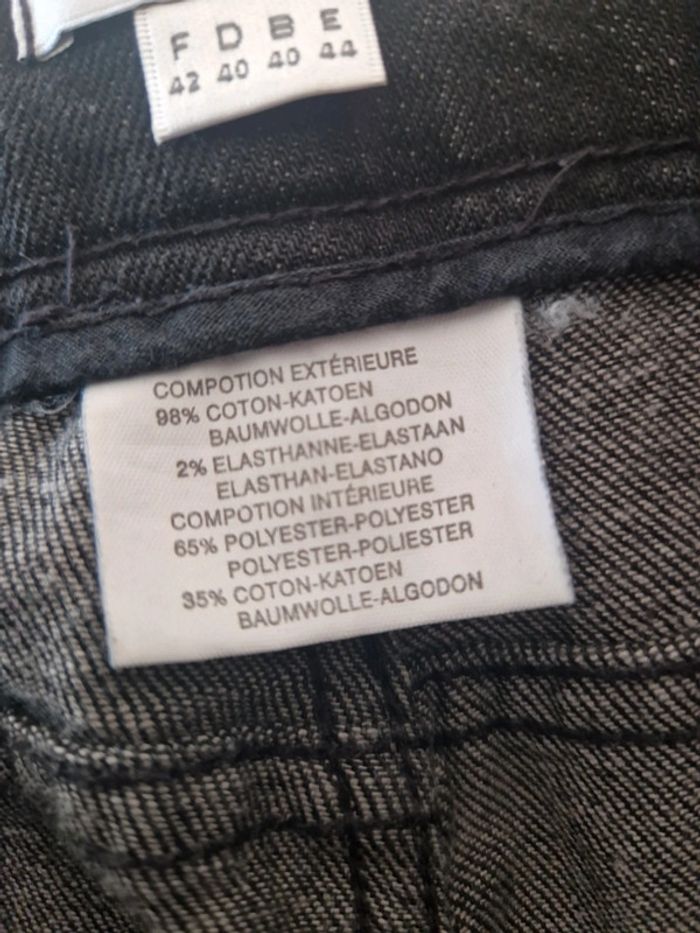 F D B E
42 40 40 44
COMPOTION EXTÉRIEURE
98% COTON-KATOEN
BAUMWOLLE-ALGODON
2% ELASTHANNE-ELASTAAN
ELASTHAN-ELASTANO
COMPOTION INTÉRIEURE
65% POLYESTER-POLYESTER
POLYESTER-POLIESTER
35% COTON-KATOEN
BAUMWOLLE-ALGODON